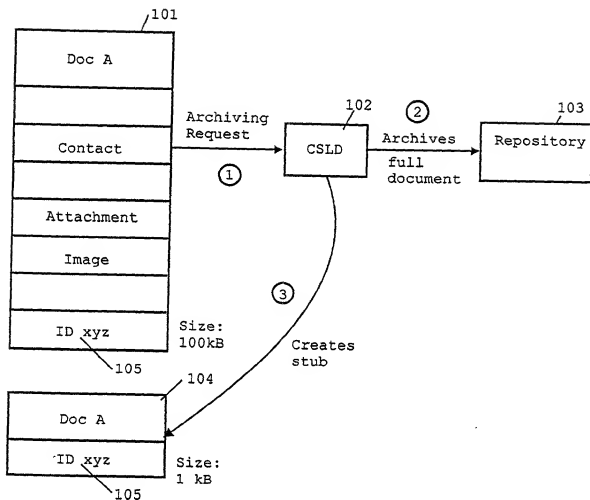 101
Doc A
Contact
Attachment
Image
ID xyz
105
Size:
100kB
Archiving
Request
1
102
CSLD
2
Archives
full
document
103
Repository
3
Creates
stub
104
Doc A
ID xyz
105
Size:
1 kB